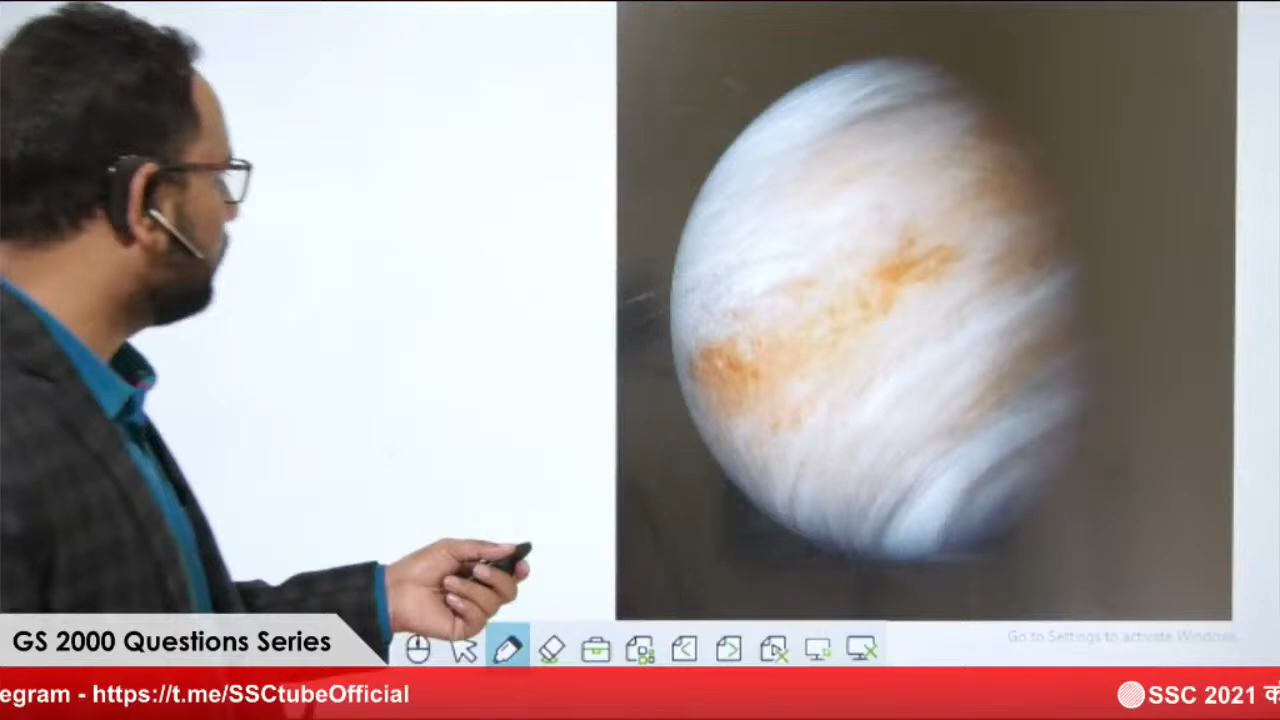 Go to Settings to activate Windows.
GS 2000 Questions Series
egram - https://t.me/SSCtubeOfficial
SSC 2021 की